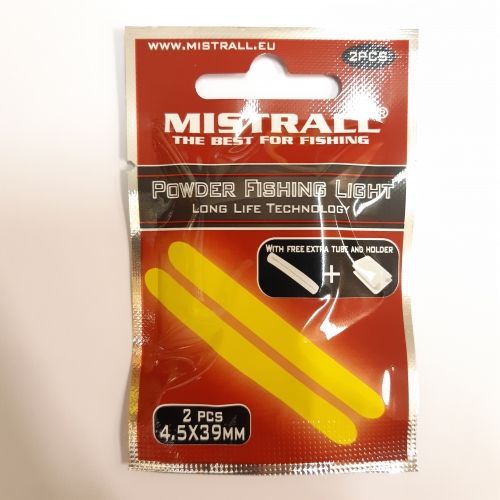 WWW.MISTRALL.EU
2PCS
MISTRALL®
THE BEST FOR FISHING
POWDER FISHING LIGHT
LONG LIFE TECHNOLOGY
WITH FREE EXTRA TUBE AND HOLDER
+
2 PCS
4,5X39MM